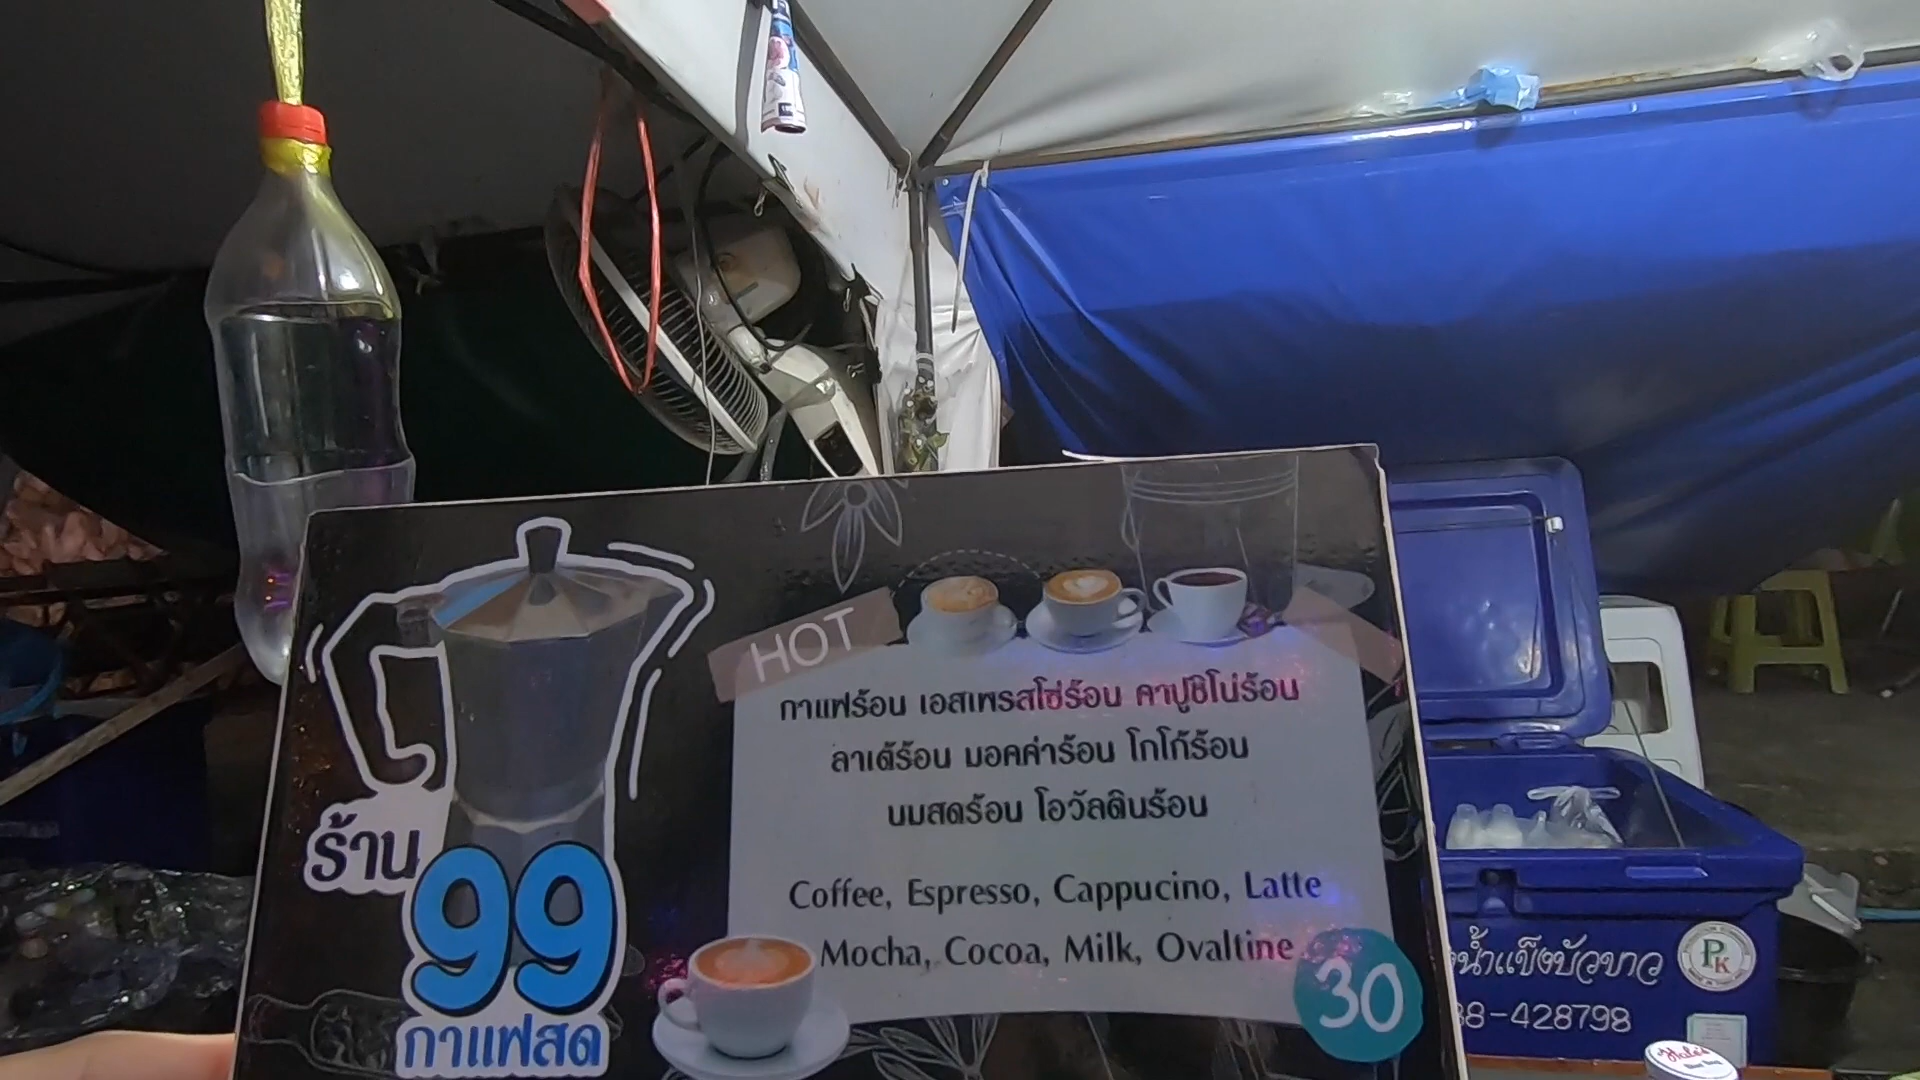 HOT
กาแฟร้อน เอสเพรสโซ่ร้อน คาปูชิโน่ร้อน
ลาเต้ร้อน มอคค่าร้อน โกโก้ร้อน
นมสดร้อน โอวัลตินร้อน
Coffee, Espresso, Cappucino, Latte
Mocha, Cocoa, Milk, Ovaltine
30
ร้าน
99
กาแฟสด
น้ำแข็งบัวขาว
PK
38-428798